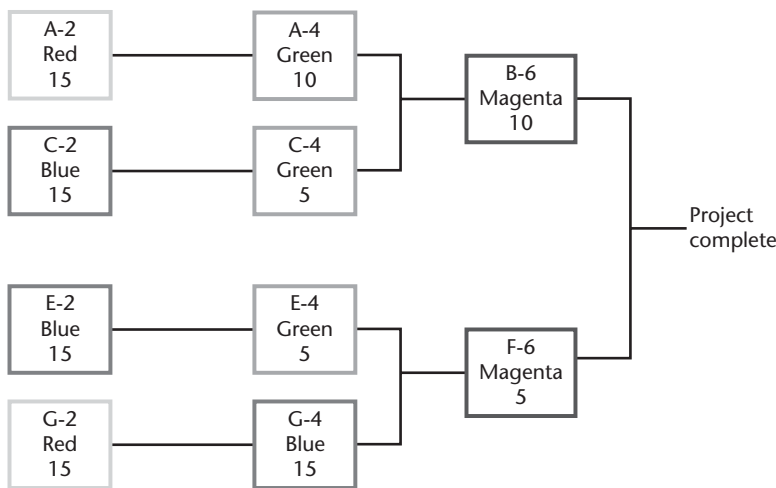 A-2
Red
15
A-4
Green
10
B-6
Magenta
10
C-2
Blue
15
C-4
Green
5
Project
complete
E-2
Blue
15
E-4
Green
5
F-6
Magenta
5
G-2
Red
15
G-4
Blue
15